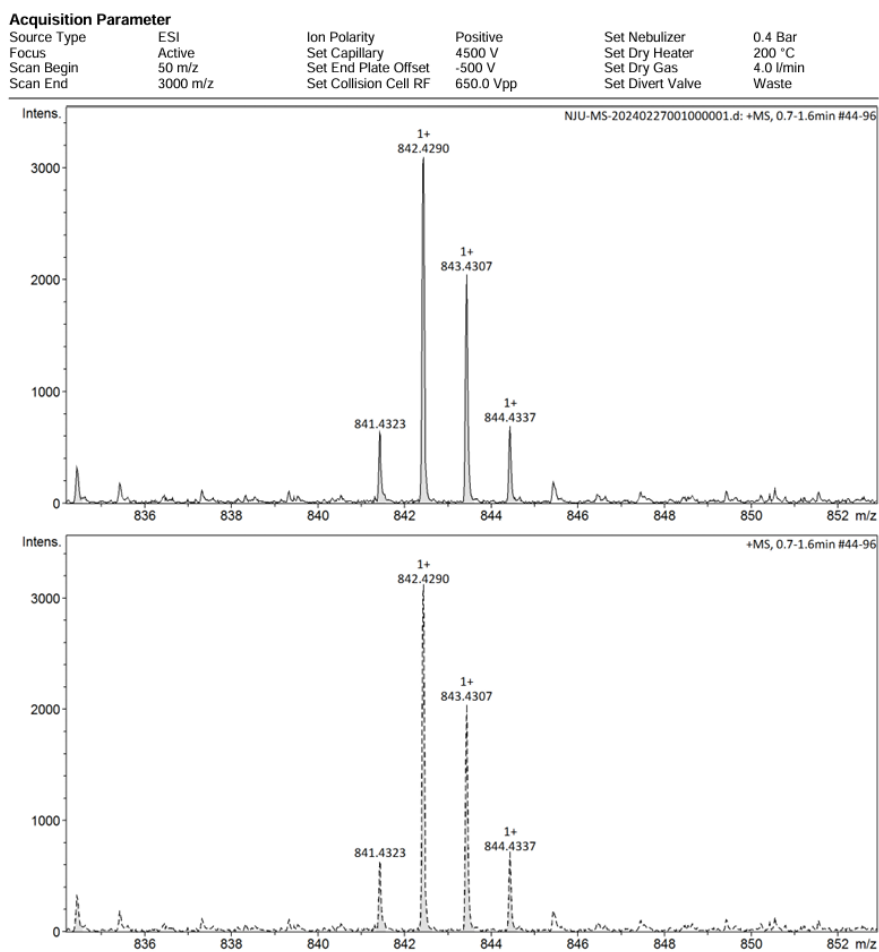 Acquisition Parameter
Source Type ESI Ion Polarity Positive Set Nebulizer 0.4 Bar
Focus Active Set Capillary 4500 V Set Dry Heater 200 °C
Scan Begin 50 m/z Set End Plate Offset -500 V Set Dry Gas 4.0 l/min
Scan End 3000 m/z Set Collision Cell RF 650.0 Vpp Set Divert Valve Waste
Intens. NJU-MS-20240227001000001.d: +MS, 0.7-1.6min #44-96
1+
842.4290
3000
1+
843.4307
2000
1000
1+
844.4337
841.4323
0
836 838 840 842 844 846 848 850 852 m/z
Intens. +MS, 0.7-1.6min #44-96
1+
842.4290
3000
1+
843.4307
2000
1000
1+
844.4337
841.4323
0
836 838 840 842 844 846 848 850 852 m/z